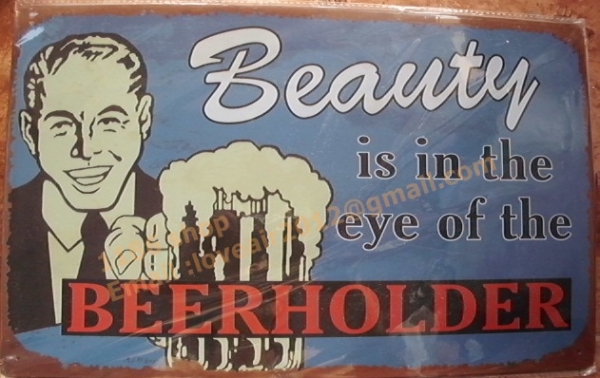 Beauty
is in the
eye of the
BEERHOLDER